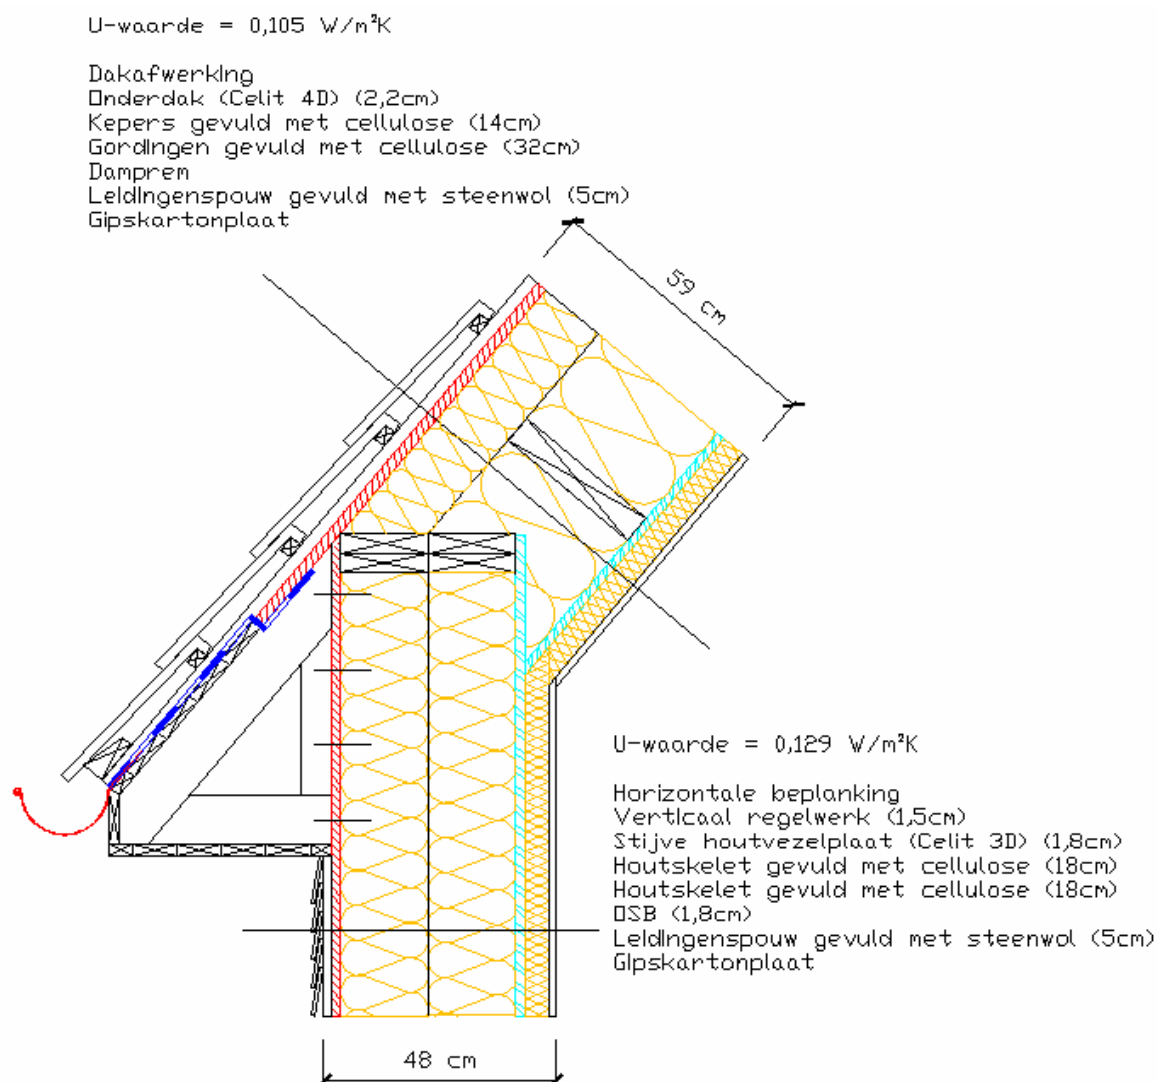 U-waarde = 0,105 W/m²K
Dakafwerking
Onderdak (Celit 4D) (2,2cm)
Kepers gevuld met cellulose (14cm)
Gordingen gevuld met cellulose (32cm)
Damprem
Leidingenspouw gevuld met steenwol (5cm)
Gipskartonplaat
59 cm
U-waarde = 0,129 W/m²K
Horizontale beplanking
Verticaal regelwerk (1,5cm)
Stijve houtvezelplaat (Celit 3D) (1,8cm)
Houtskelet gevuld met cellulose (18cm)
Houtskelet gevuld met cellulose (18cm)
OSB (1,8cm)
Leidingenspouw gevuld met steenwol (5cm)
Gipskartonplaat
48 cm